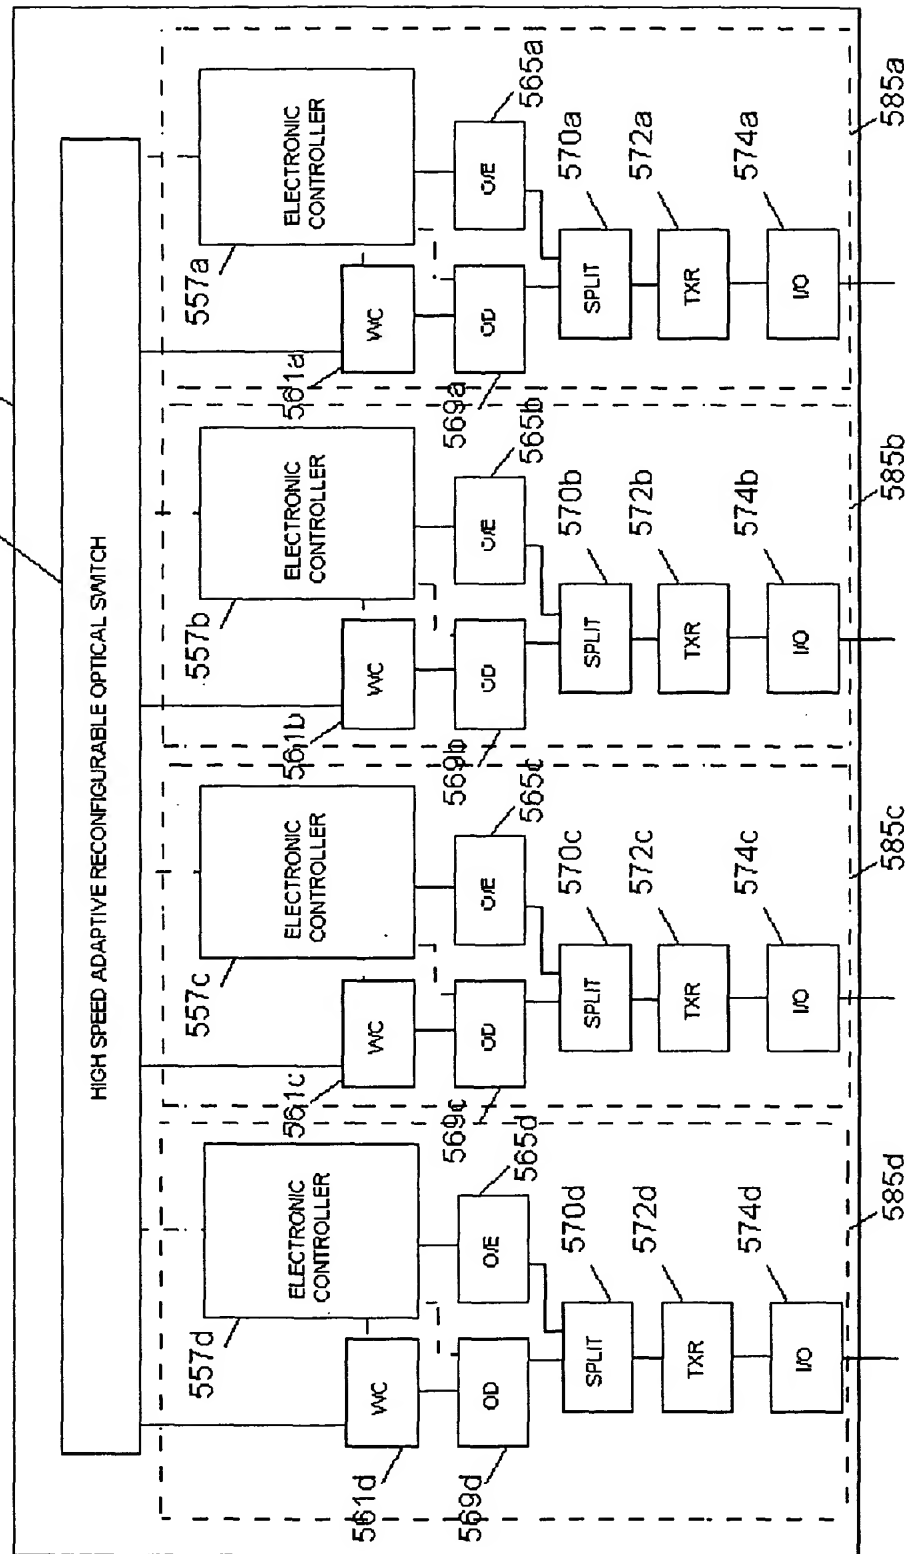 HIGH SPEED ADAPTIVE RECONFIGURABLE OPTICAL SWITCH
557d
ELECTRONIC
CONTROLLER
561d
WC
569d
OD
O/E
565d
SPLIT
570d
TXR
572d
I/O
574d
585d
557c
ELECTRONIC
CONTROLLER
561c
WC
569c
OD
O/E
565c
SPLIT
570c
TXR
572c
I/O
574c
585c
557b
ELECTRONIC
CONTROLLER
561b
WC
569b
OD
O/E
565b
SPLIT
570b
TXR
572b
I/O
574b
585b
557a
ELECTRONIC
CONTROLLER
561a
WC
569a
OD
O/E
565a
SPLIT
570a
TXR
572a
I/O
574a
585a